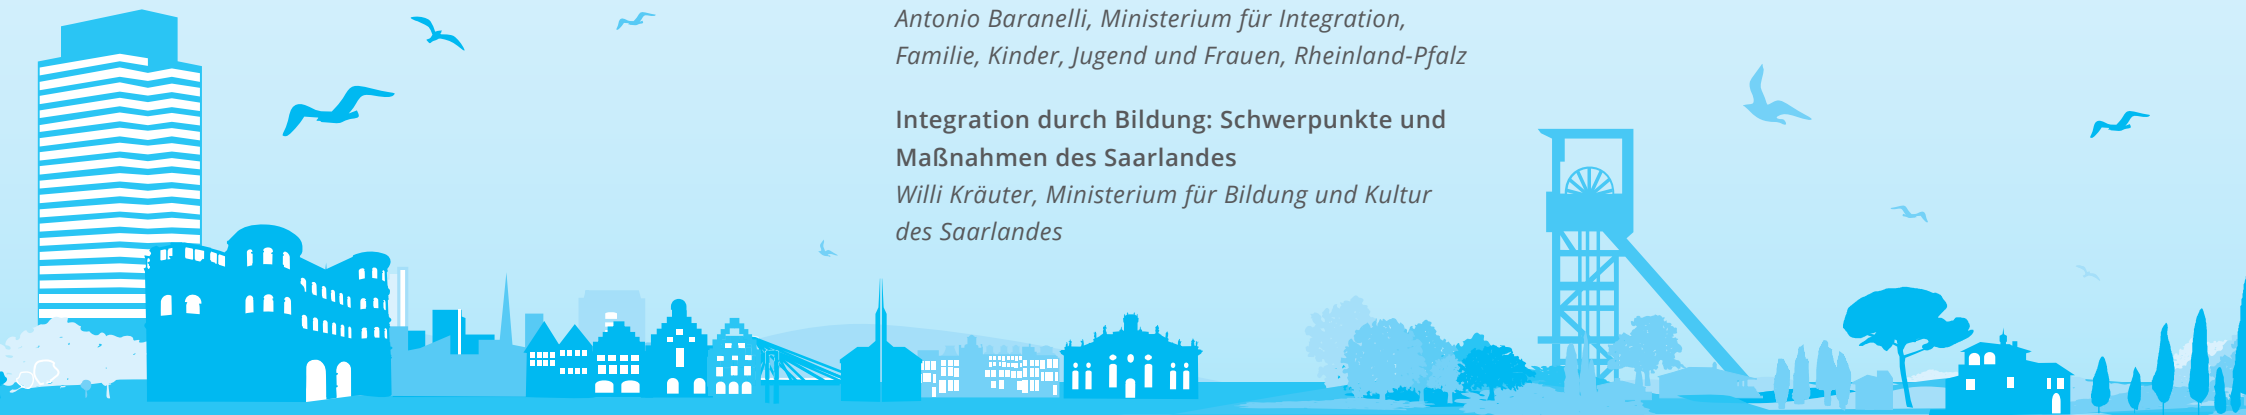 Antonio Baranelli, Ministerium für Integration,
Familie, Kinder, Jugend und Frauen, Rheinland-Pfalz
Integration durch Bildung: Schwerpunkte und
Maßnahmen des Saarlandes
Willi Kräuter, Ministerium für Bildung und Kultur
des Saarlandes